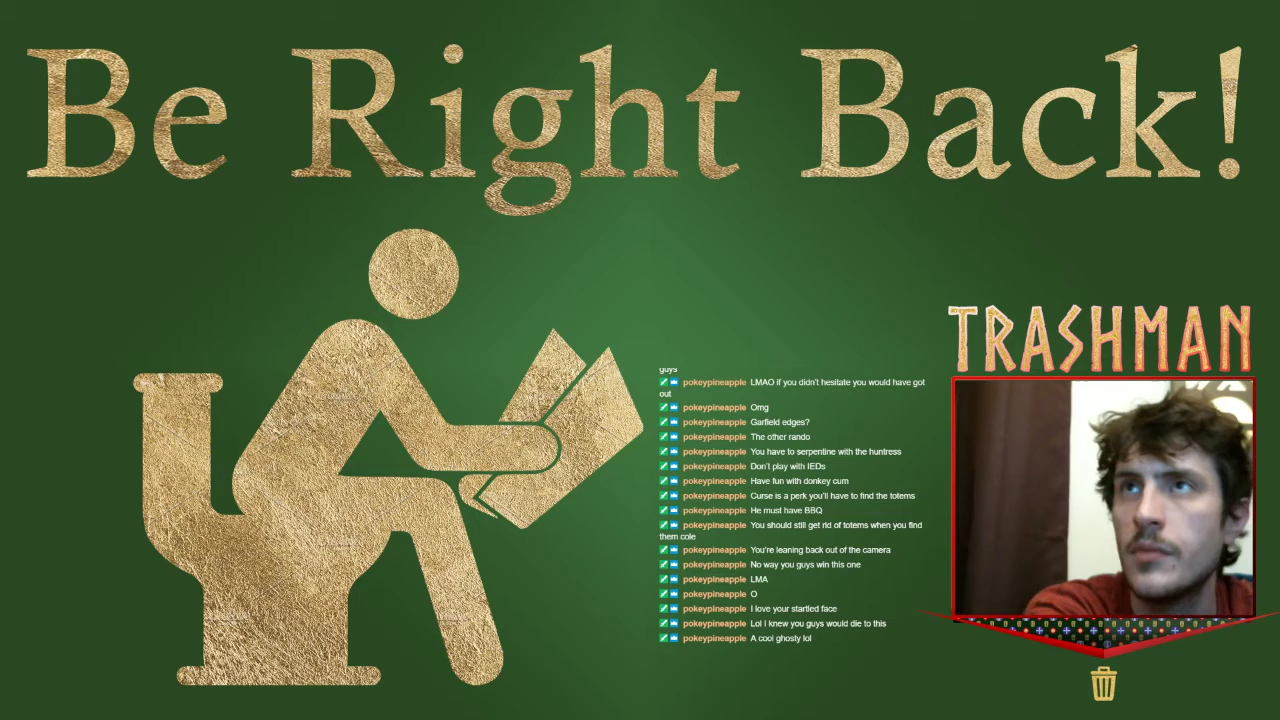 Be Right Back!
TRASHMAN
guys
pokeypineapple LMAO if you didn't hesitate you would have got
out
pokeypineapple Omg
pokeypineapple Garfield edges?
pokeypineapple The other rando
pokeypineapple You have to serpentine with the huntress
pokeypineapple Don't play with IEDs
pokeypineapple Have fun with donkey cum
pokeypineapple Curse is a perk you'll have to find the totems
pokeypineapple He must have BBQ
pokeypineapple You should still get rid of totems when you find
them cole
pokeypineapple You're leaning back out of the camera
pokeypineapple No way you guys win this one
pokeypineapple LMA
pokeypineapple O
pokeypineapple I love your startled face
pokeypineapple Lol I knew you guys would die to this
pokeypineapple A cool ghosty lol